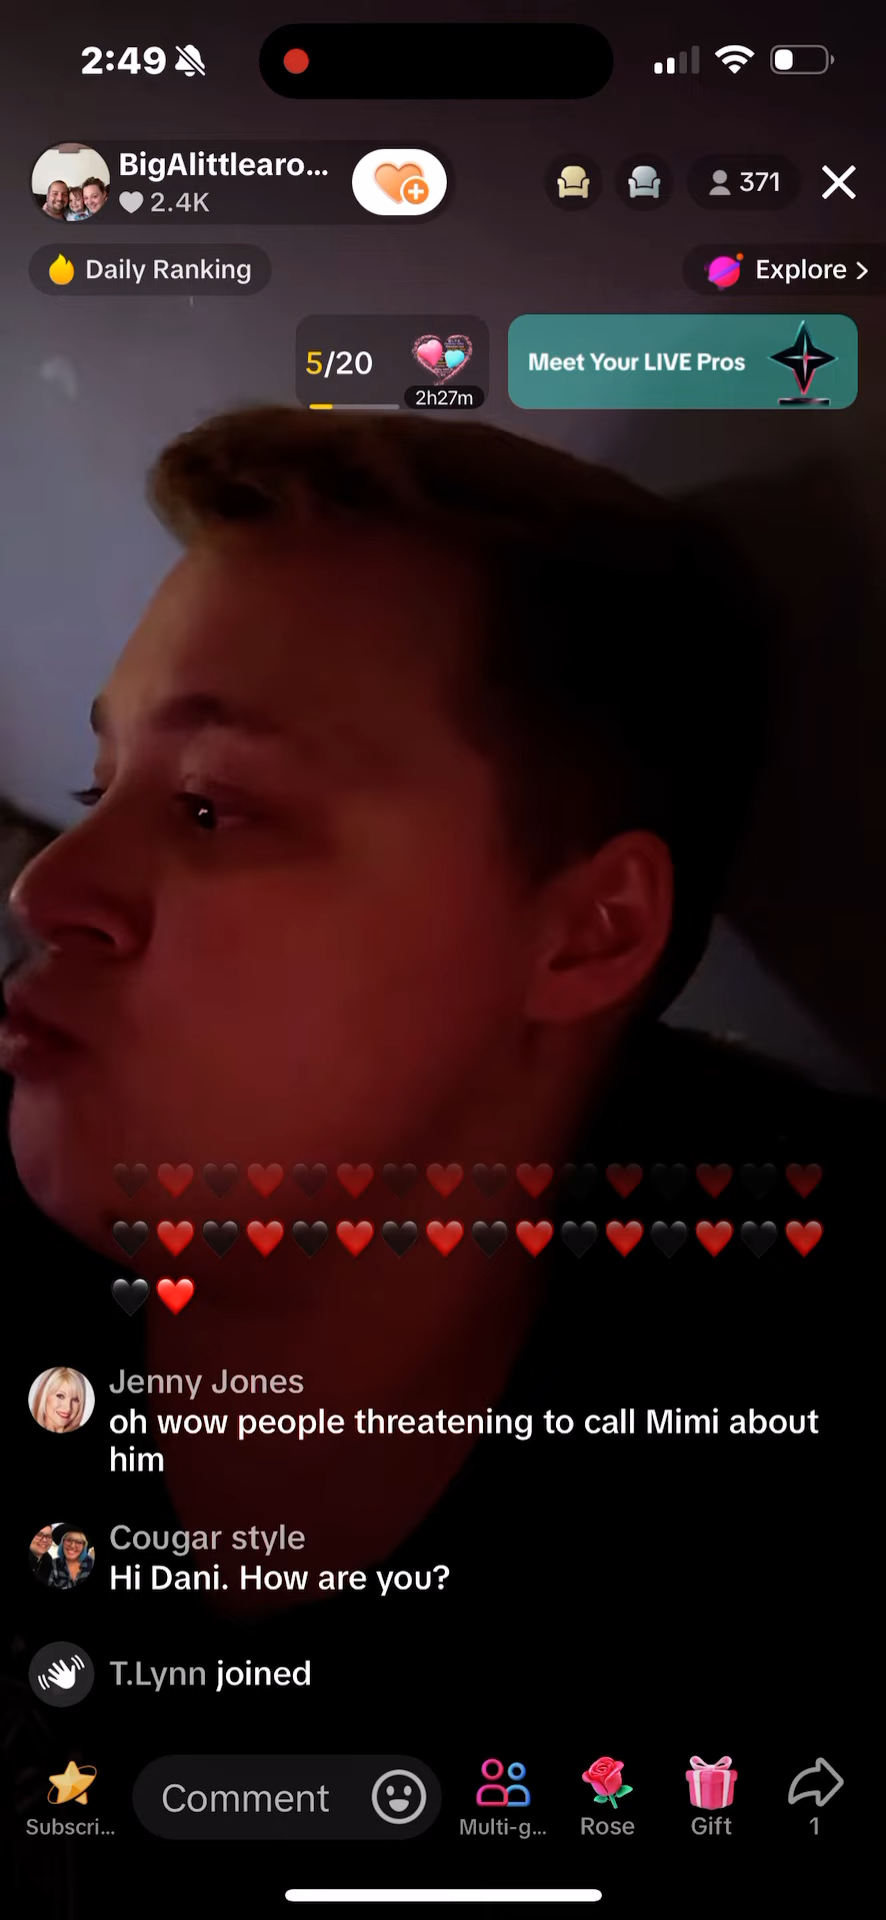 2:49
BigAlittlearo...
2.4K
371
Daily Ranking
Explore >
5/20
2h27m
Meet Your LIVE Pros
Jenny Jones
oh wow people threatening to call Mimi about
him
Cougar style
Hi Dani. How are you?
T.Lynn joined
Comment
Subscri...
Multi-g...
Rose
Gift
1